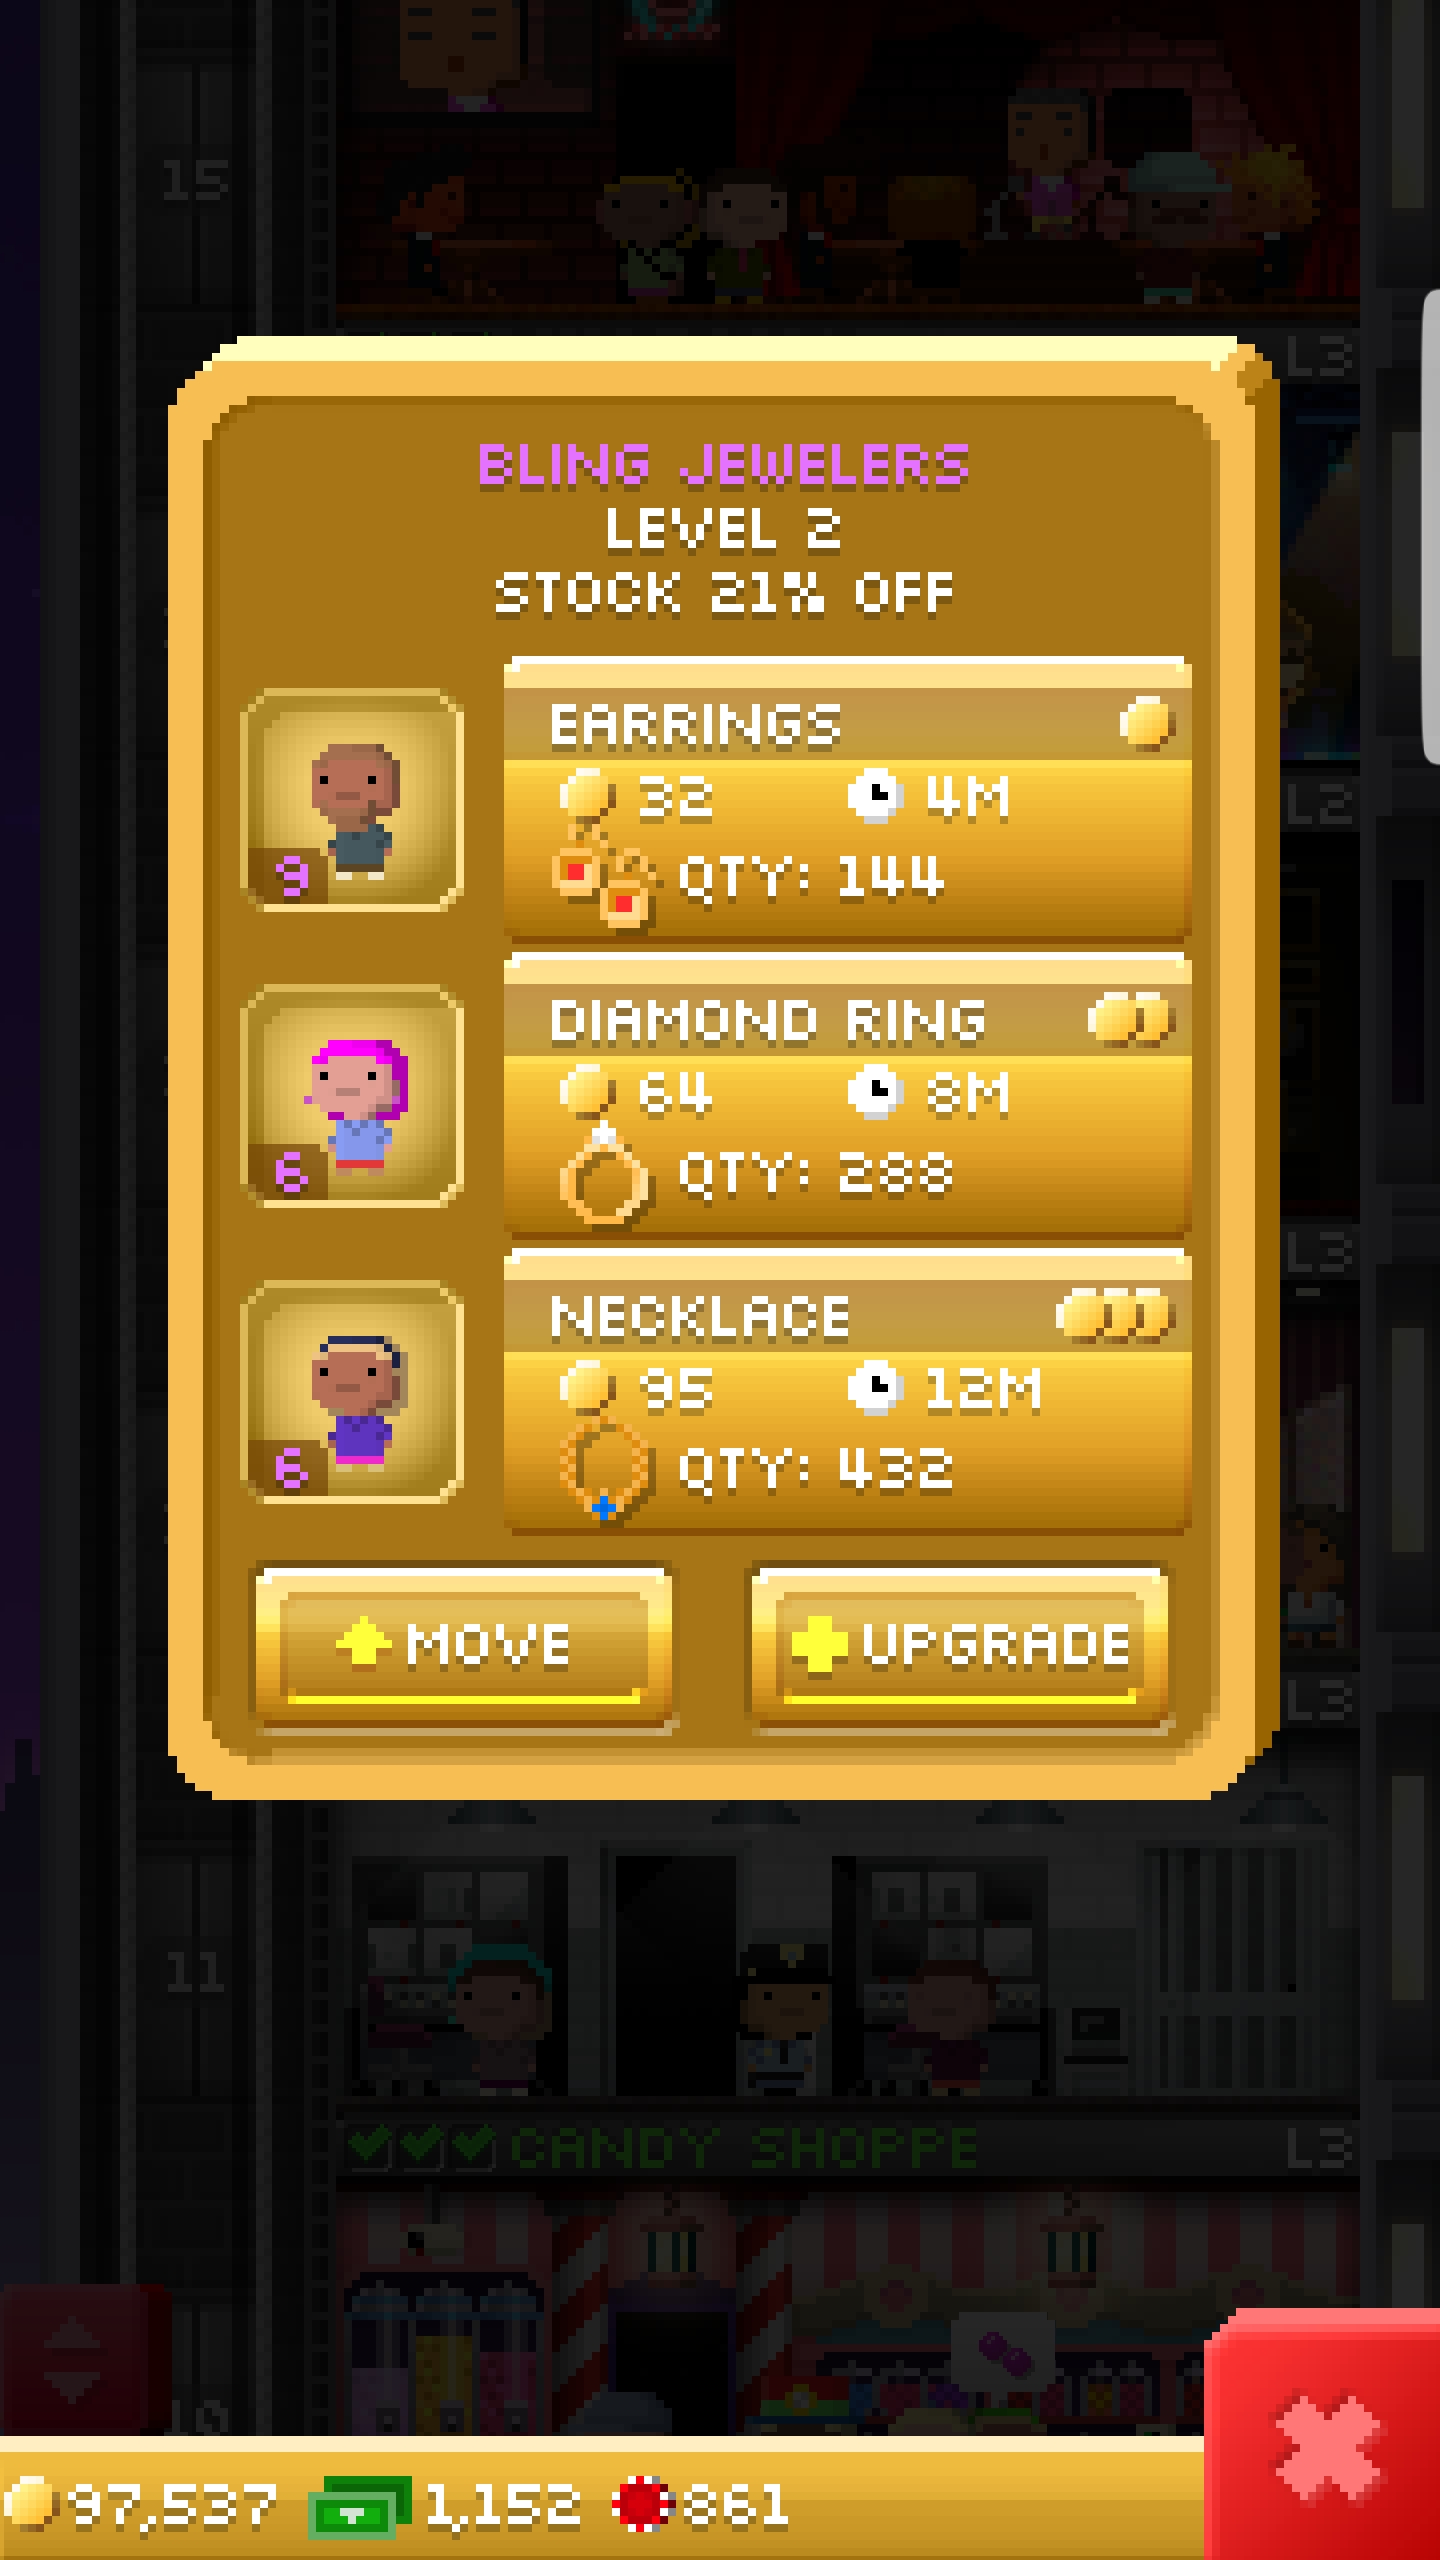 15
L3
BLING JEWELERS
LEVEL 2
STOCK 21% OFF
EARRINGS
32 4M
L2
9
QTY: 144
DIAMOND RING
64 8M
6
QTY: 288
L3
NECKLACE
95 12M
6
QTY: 432
MOVE UPGRADE
L3
11
CANDY SHOPPE L3
10
97,537 1,152 861